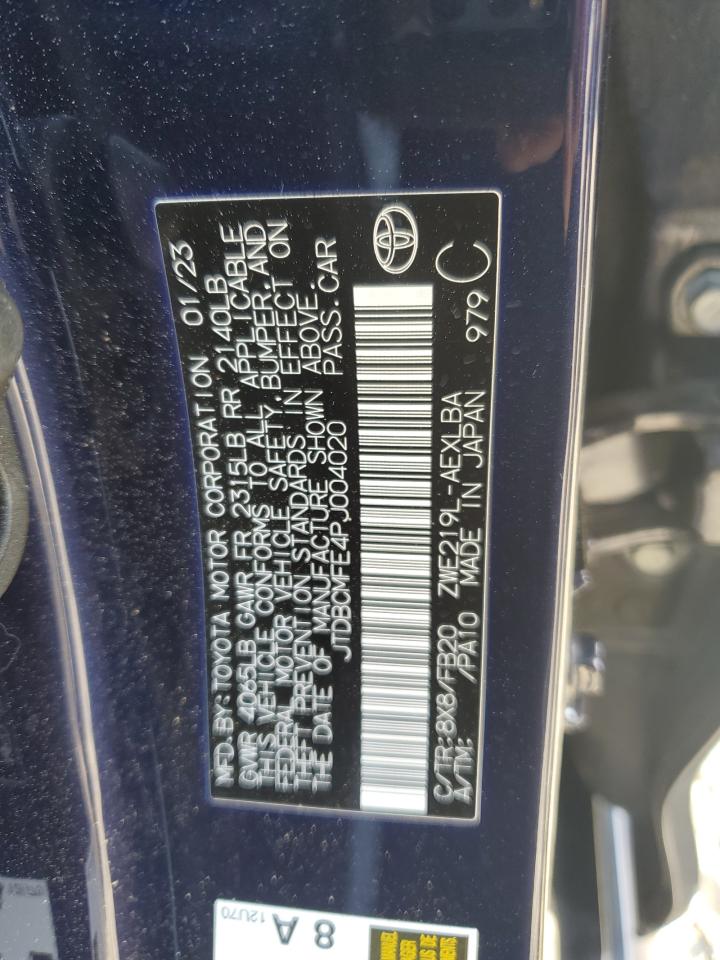 MFD.BY: TOYOTA MOTOR CORPORATION 01/23
GVWR 4065LB GAWR FR 2315LB RR 2140LB
THIS VEHICLE CONFORMS TO ALL APPLICABLE
FEDERAL MOTOR VEHICLE SAFETY, BUMPER, AND
THEFT PREVENTION STANDARDS IN EFFECT ON
THE DATE OF MANUFACTURE SHOWN ABOVE.
JTDBCMFE4PJ004020 PASS.CAR
C/TR:8X8/FB20 ZWE219L-AEXLBA
A/TM: /PA10 MADE IN JAPAN 979 C
8 A
12U70